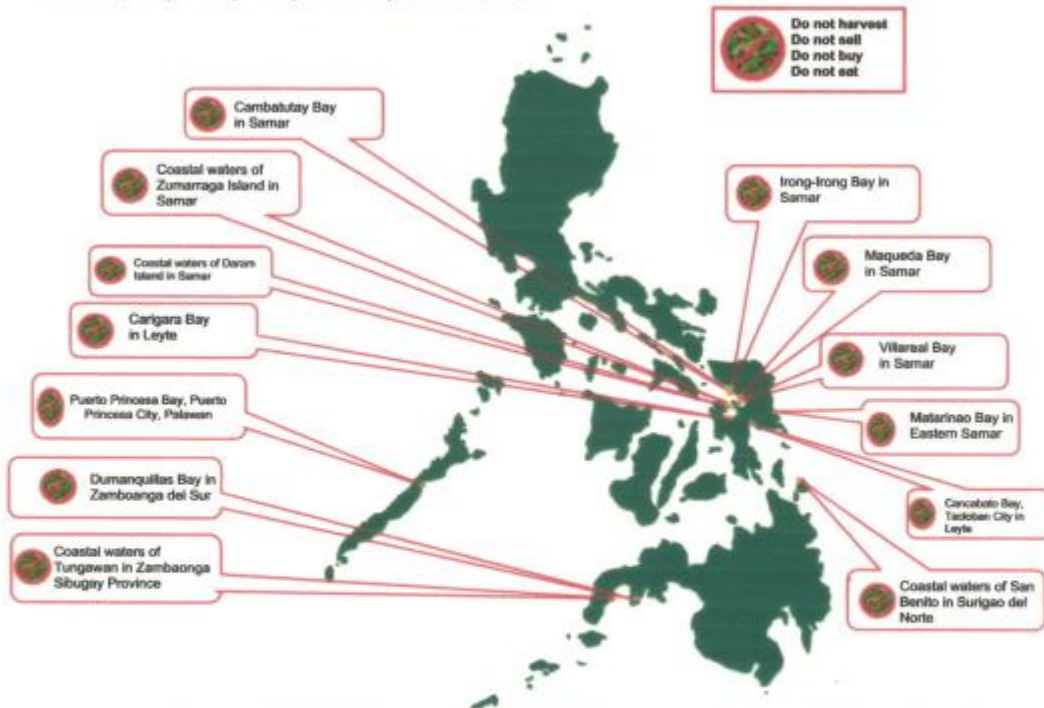 Do not harvest
Do not sell
Do not buy
Do not eat
Cambatutay Bay
in Samar
Coastal waters of
Zumarraga Island in
Samar
Irong-Irong Bay in
Samar
Coastal waters of Daram
Island in Samar
Maqueda Bay
in Samar
Carigara Bay
in Leyte
Villareal Bay
in Samar
Puerto Princesa Bay, Puerto
Princesa City, Palawan
Matarinao Bay in
Eastern Samar
Dumanquillas Bay in
Zamboanga del Sur
Cancabato Bay,
Tacloban City in
Leyte
Coastal waters of
Tungawan in Zambaonga
Sibugay Province
Coastal waters of San
Benito in Surigao del
Norte